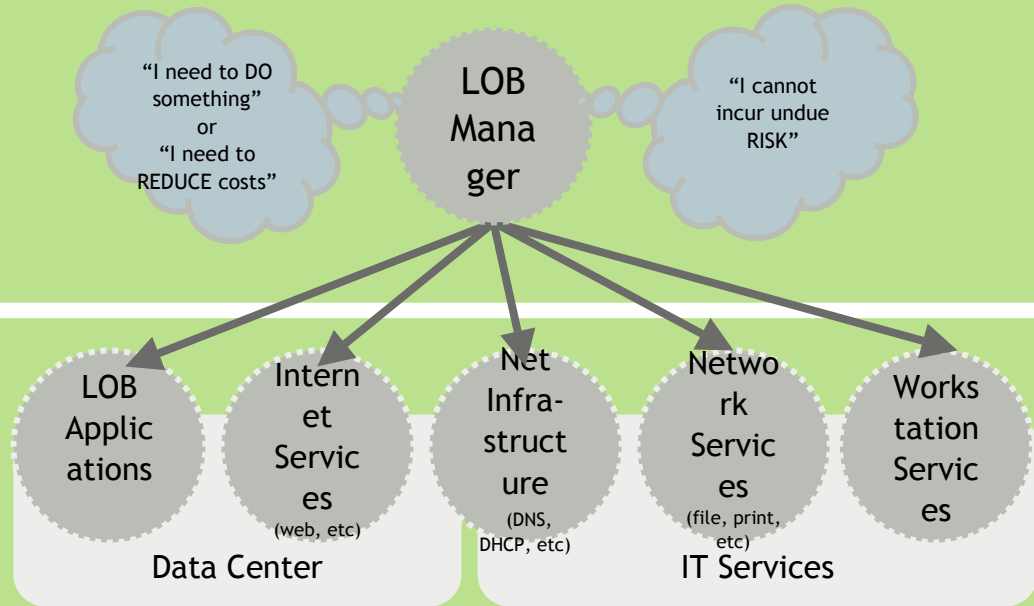 “I need to DO
something”
or
“I need to
REDUCE costs”
LOB
Mana
ger
“I cannot
incur undue
RISK”
LOB
Applic
ations
Intern
et
Servic
es
(web, etc)
Net
Infra-
struct
ure
(DNS,
DHCP, etc)
Netwo
rk
Servic
es
(file, print,
etc)
Works
tation
Servic
es
Data Center
IT Services